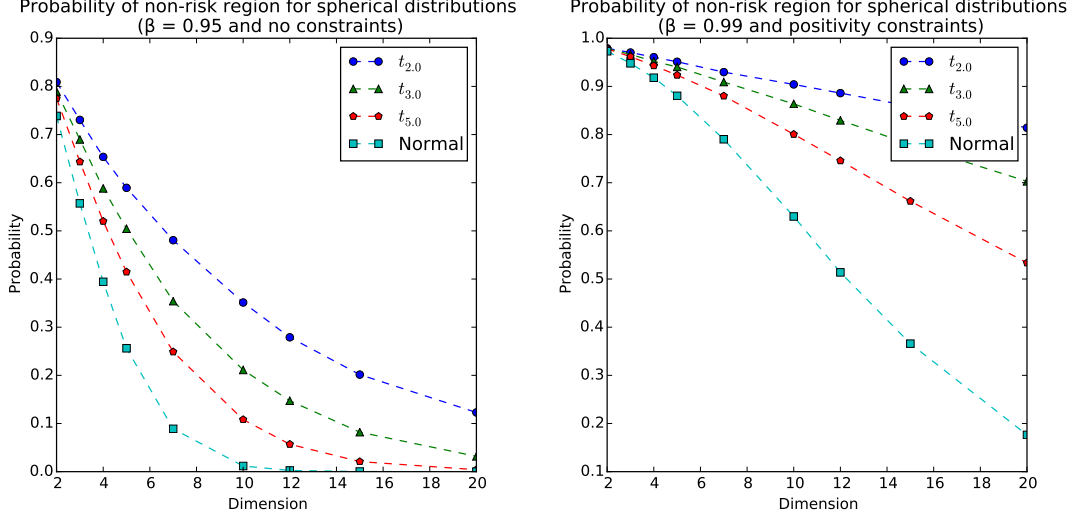 Probability of non-risk region for spherical distributions
(β = 0.95 and no constraints)
0.9
0.8
0.7
0.6
0.5
0.4
0.3
0.2
0.1
0.0
Probability
2 4 6 8 10 12 14 16 18 20
Dimension
t2.0
t3.0
t5.0
Normal
Probability of non-risk region for spherical distributions
(β = 0.99 and positivity constraints)
1.0
0.9
0.8
0.7
0.6
0.5
0.4
0.3
0.2
0.1
Probability
2 4 6 8 10 12 14 16 18 20
Dimension
t2.0
t3.0
t5.0
Normal